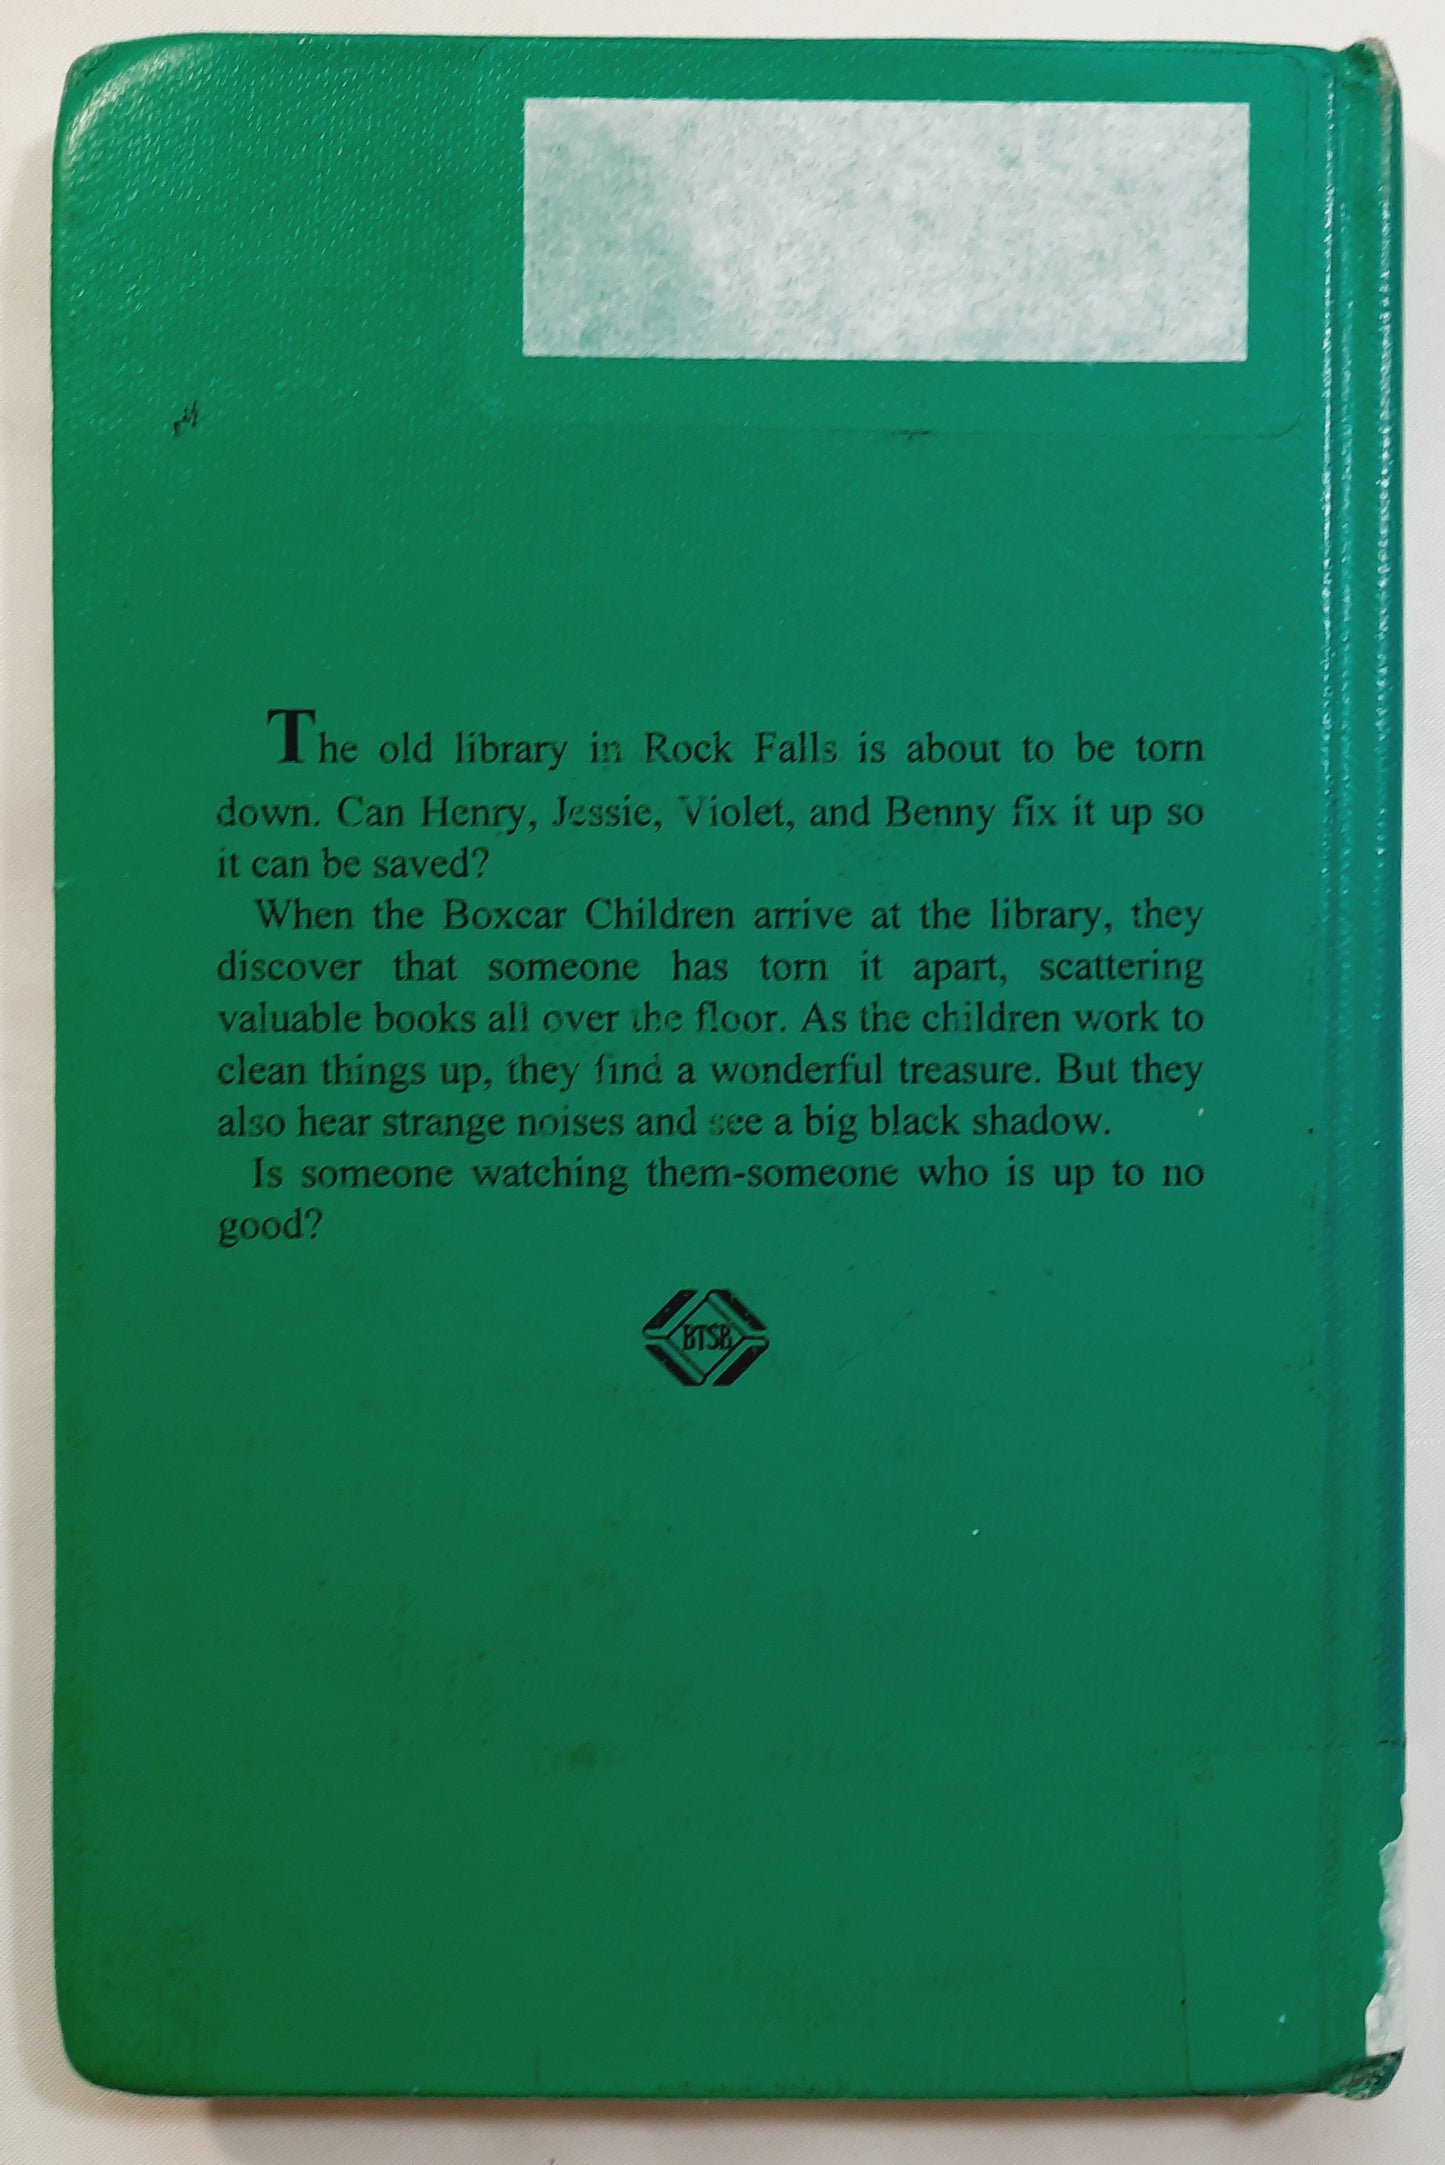 The old library in Rock Falls is about to be torn
down. Can Henry, Jessie, Violet, and Benny fix it up so
it can be saved?
When the Boxcar Children arrive at the library, they
discover that someone has torn it apart, scattering
valuable books all over the floor. As the children work to
clean things up, they find a wonderful treasure. But they
also hear strange noises and see a big black shadow.
Is someone watching them-someone who is up to no
good?
BTSB